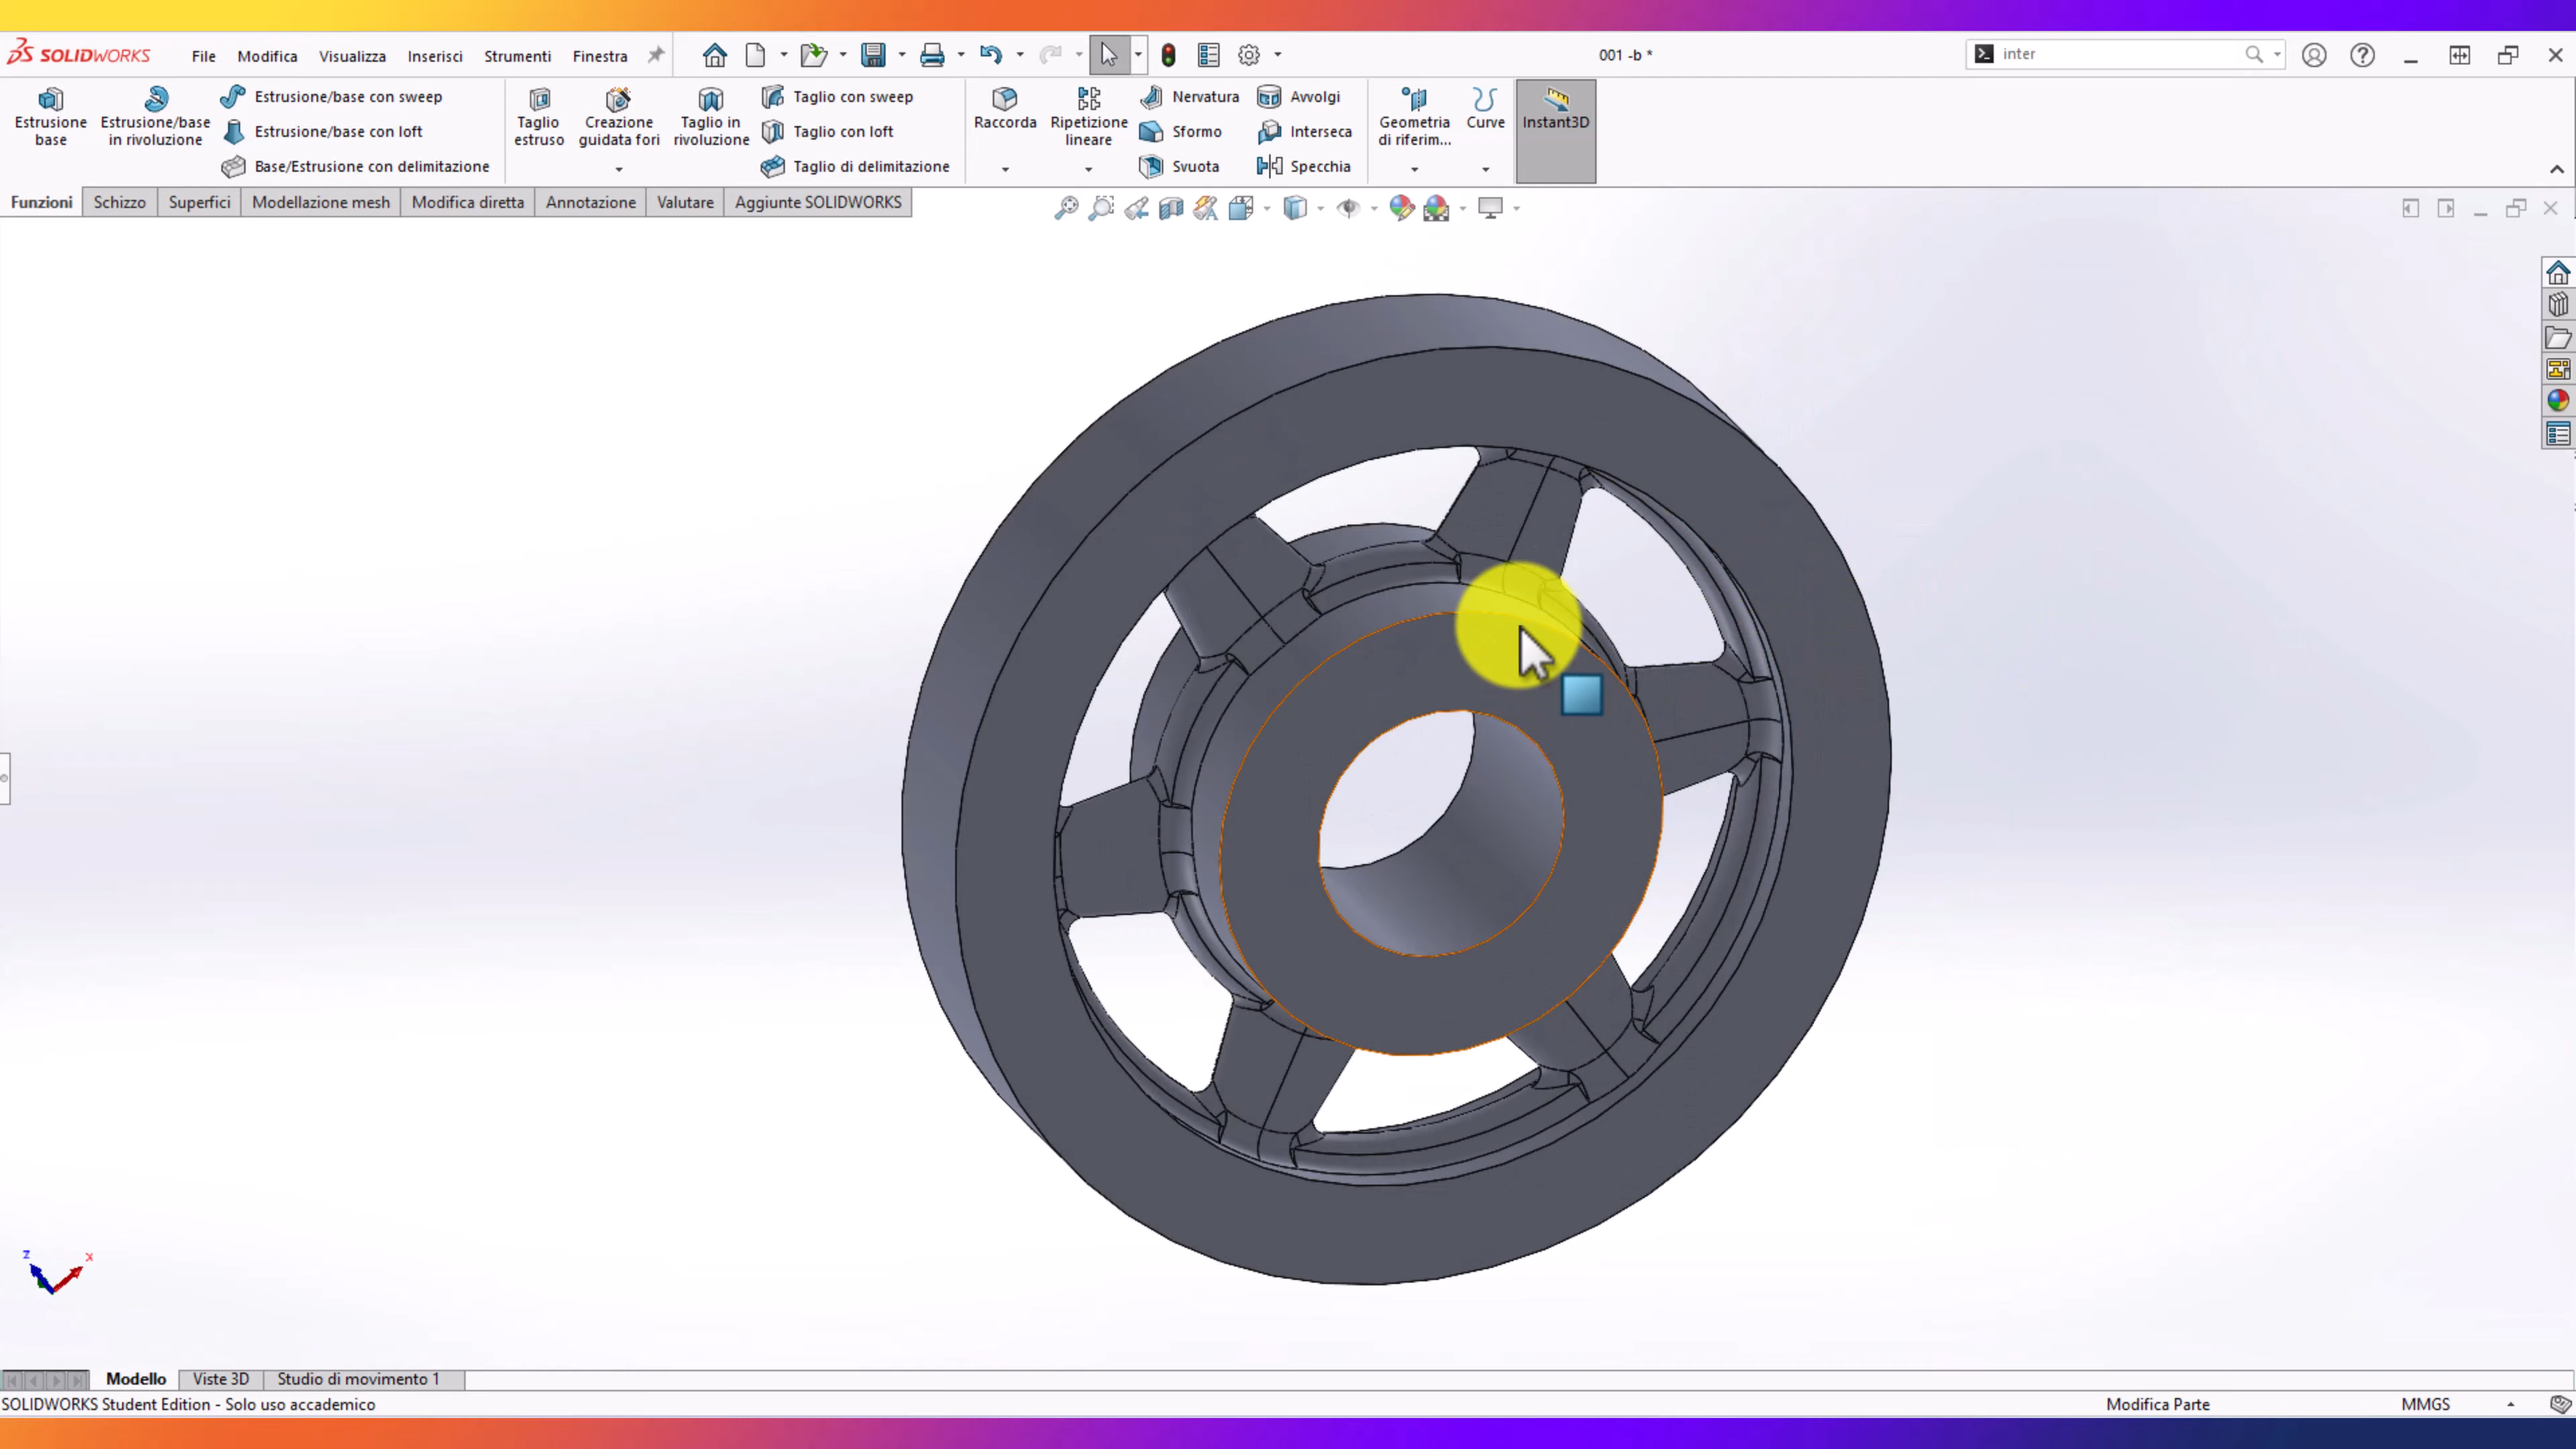 SOLIDWORKS File Modifica Visualizza Inserisci Strumenti Finestra 001 -b * inter
Estrusione base
Estrusione/base in rivoluzione
Estrusione/base con sweep
Estrusione/base con loft
Base/Estrusione con delimitazione
Taglio estruso
Creazione guidata fori
Taglio in rivoluzione
Taglio con sweep
Taglio con loft
Taglio di delimitazione
Raccorda
Ripetizione lineare
Nervatura
Sformo
Svuota
Avvolgi
Interseca
Specchia
Geometria di riferim...
Curve
Instant3D
Funzioni Schizzo Superfici Modellazione mesh Modifica diretta Annotazione Valutare Aggiunte SOLIDWORKS
z x
Modello Viste 3D Studio di movimento 1
SOLIDWORKS Student Edition - Solo uso accademico Modifica Parte MMGS